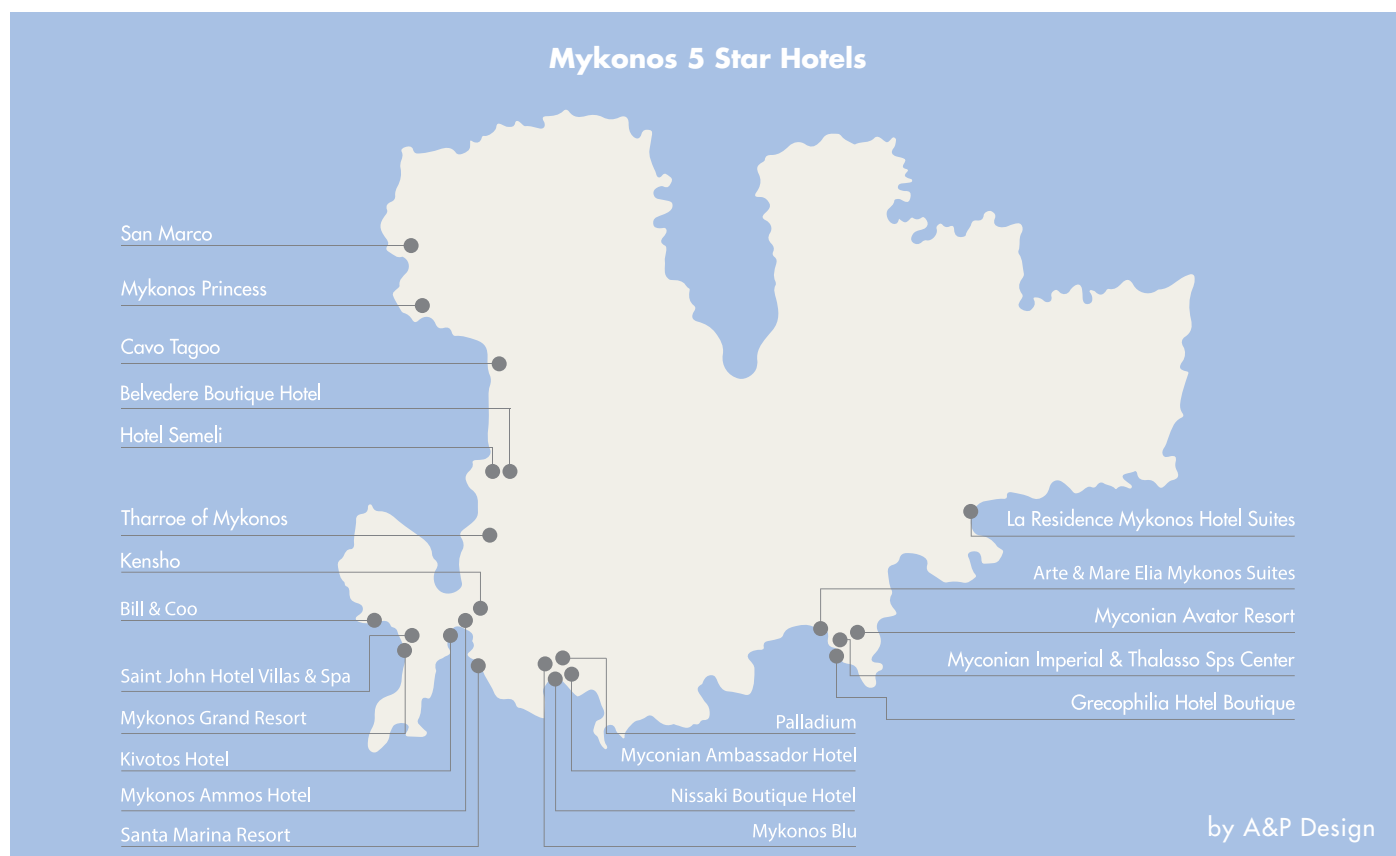 Mykonos 5 Star Hotels
San Marco
Mykonos Princess
Cavo Tagoo
Belvedere Boutique Hotel
Hotel Semeli
Tharroe of Mykonos
Kensho
Bill & Coo
Saint John Hotel Villas & Spa
Mykonos Grand Resort
Kivotos Hotel
Mykonos Ammos Hotel
Santa Marina Resort
Palladium
Myconian Ambassador Hotel
Nissaki Boutique Hotel
Mykonos Blu
La Residence Mykonos Hotel Suites
Arte & Mare Elia Mykonos Suites
Myconian Avator Resort
Myconian Imperial & Thalasso Sps Center
Grecophilia Hotel Boutique
by A&P Design